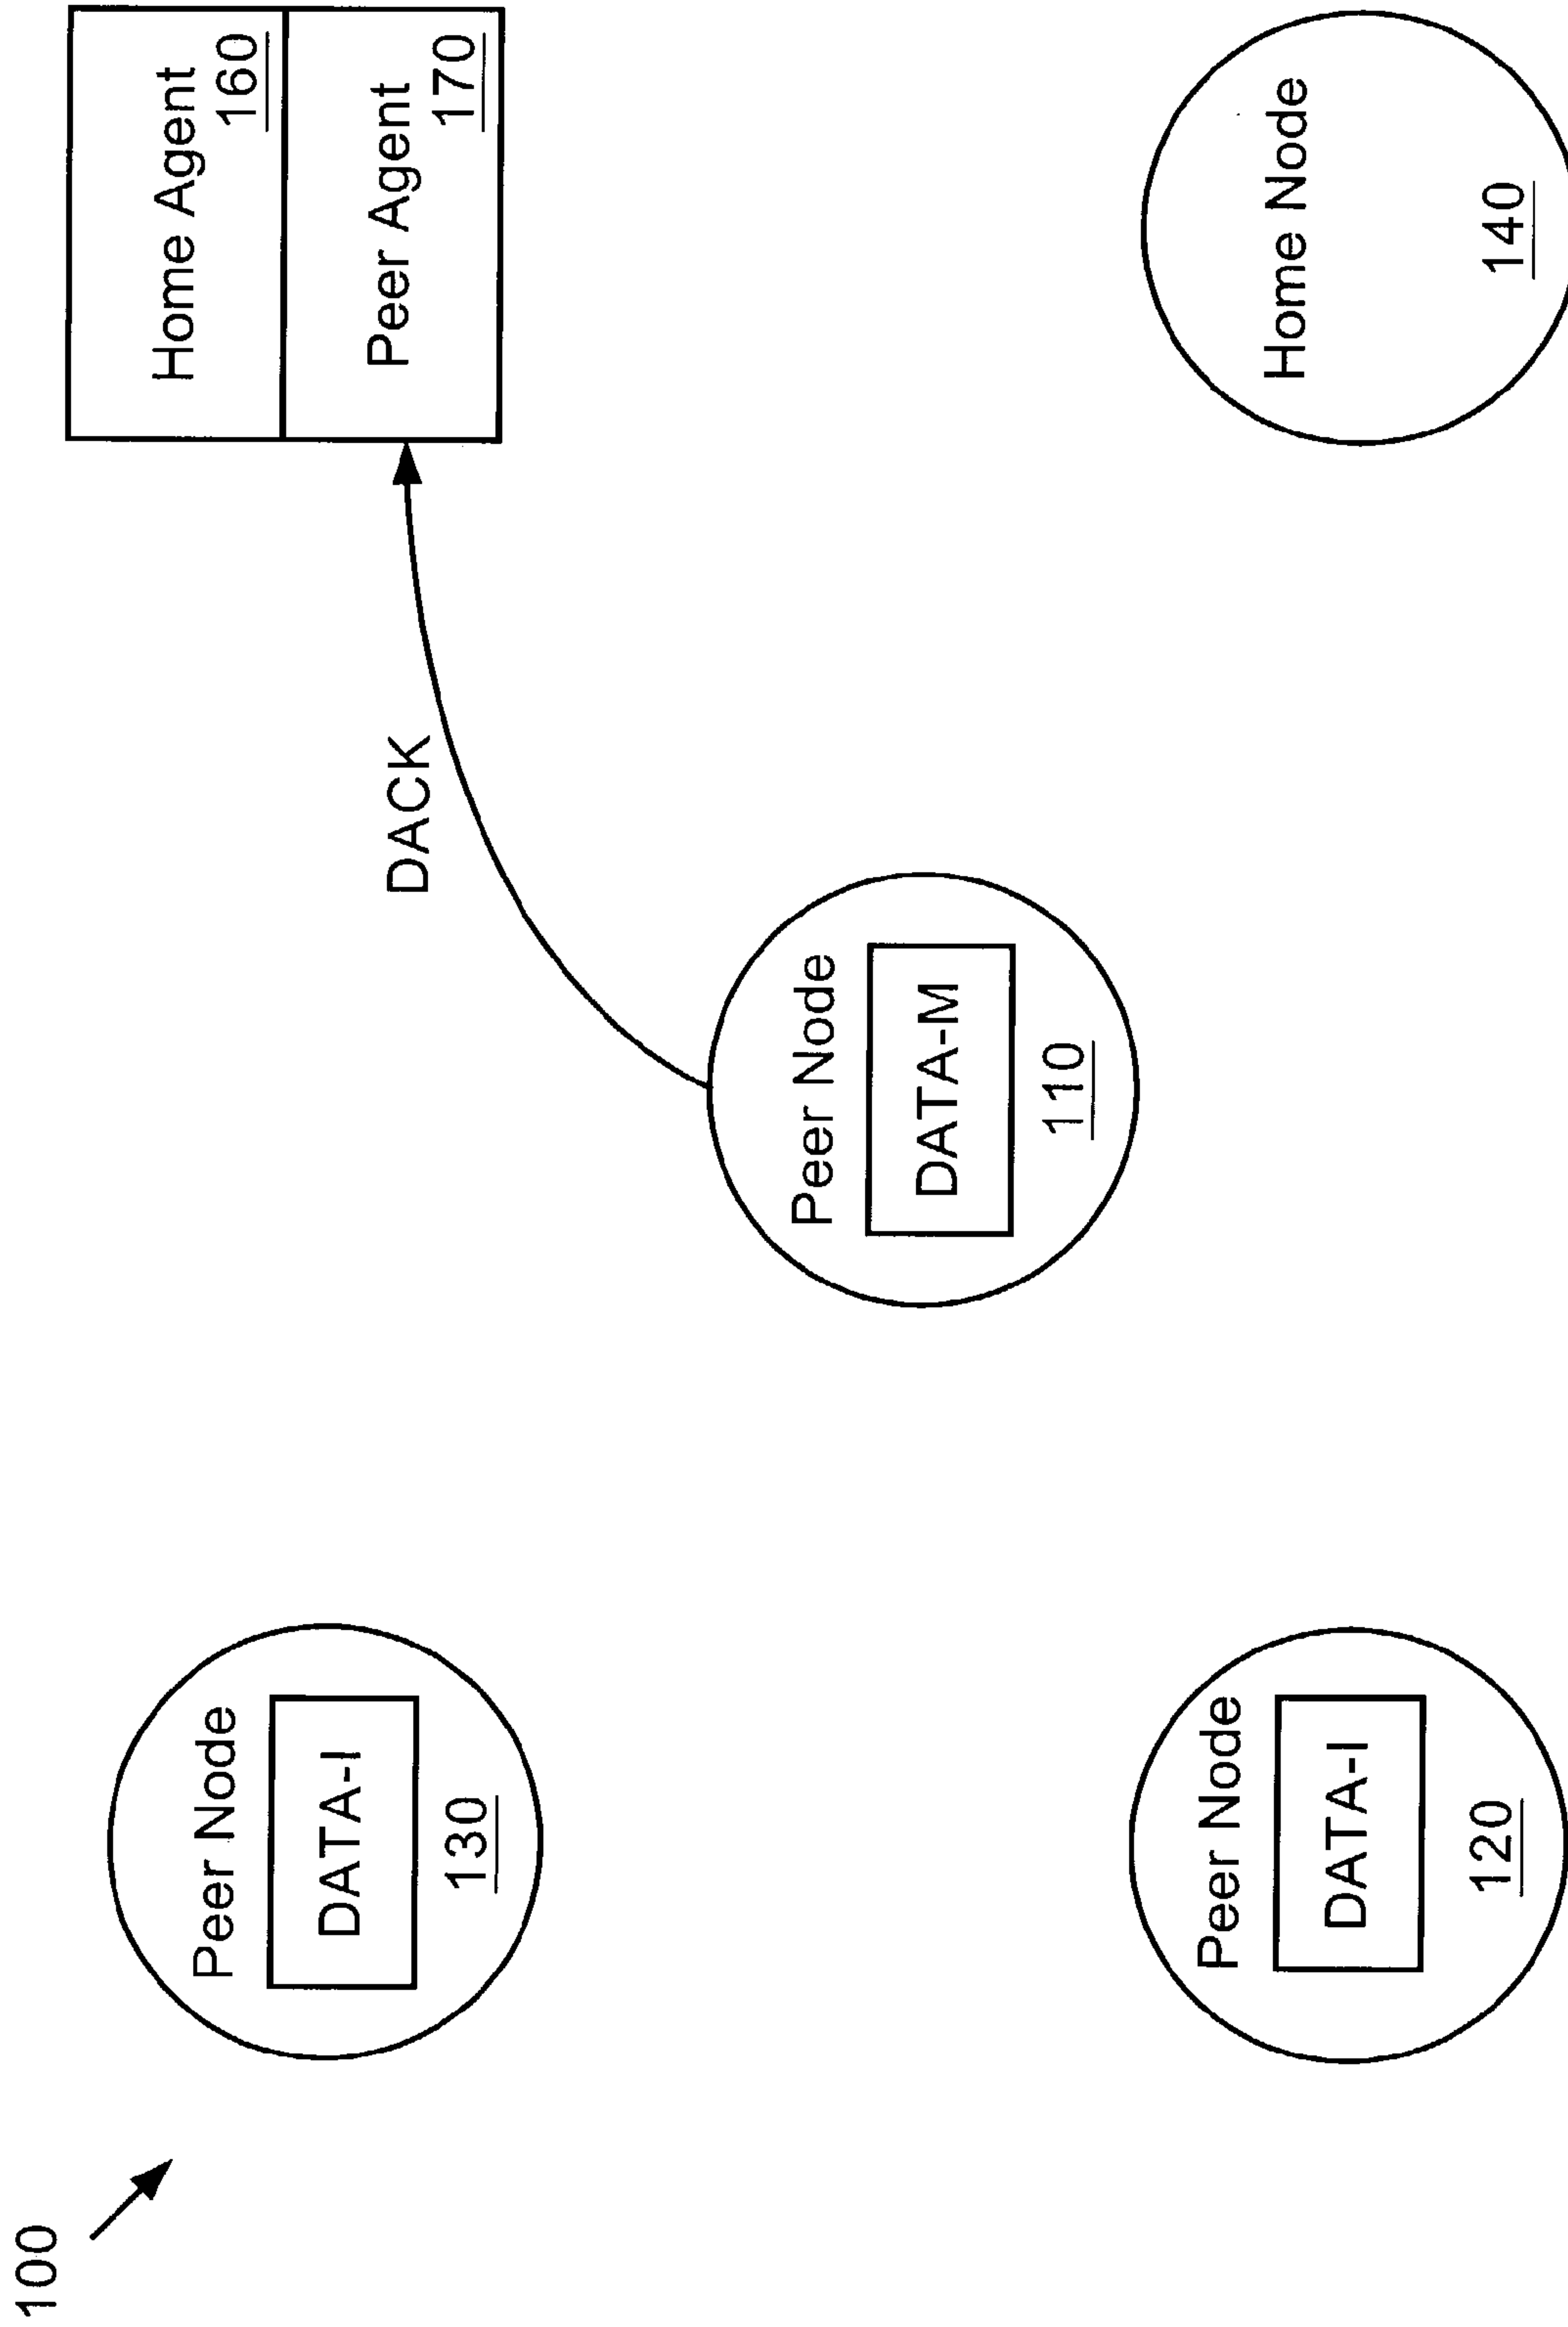 100
Peer Node
DATA-I
130
DACK
Home Agent
160
Peer Agent
170
Peer Node
DATA-M
110
Peer Node
DATA-I
120
Home Node
140